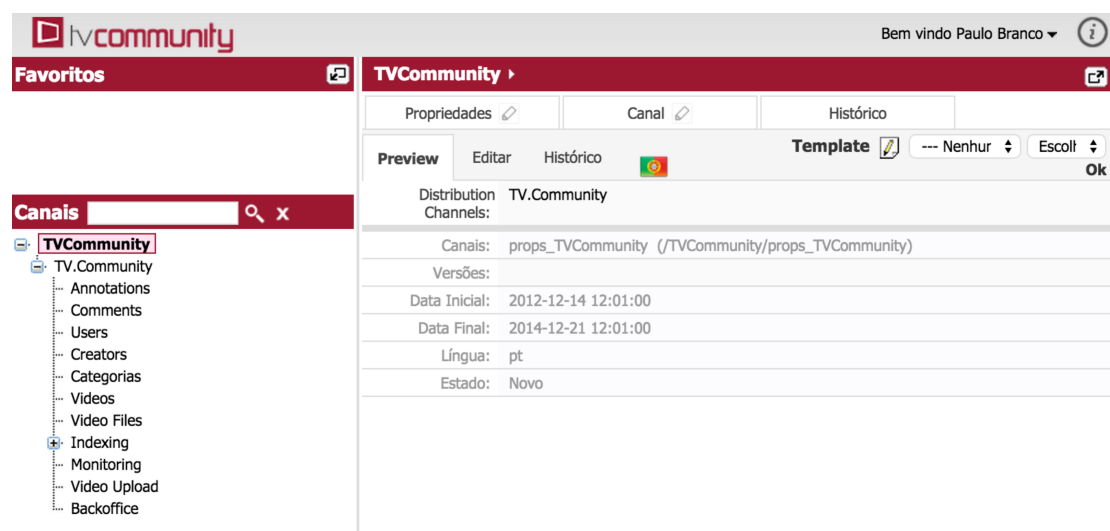 tvcommunity
Bem vindo Paulo Branco
Favoritos
Canais
TVCommunity
TV.Community
Annotations
Comments
Users
Creators
Categorias
Videos
Video Files
Indexing
Monitoring
Video Upload
Backoffice
TVCommunity
Propriedades Canal Histórico
Preview Editar Histórico Template --- Nenhur Escolh
Ok
Distribution TV.Community
Channels:
Canais: props_TVCommunity (/TVCommunity/props_TVCommunity)
Versões:
Data Inicial: 2012-12-14 12:01:00
Data Final: 2014-12-21 12:01:00
Língua: pt
Estado: Novo